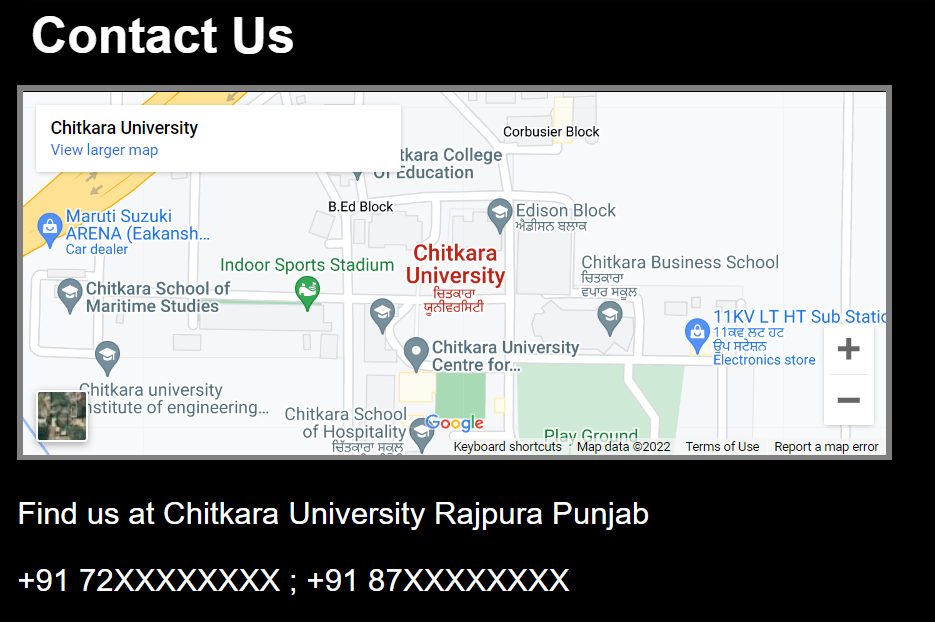 Contact Us
Chitkara University
View larger map
Corbusier Block
tkara College
Of Education
B.Ed Block
Maruti Suzuki
ARENA (Eakansh...
Car dealer
Edison Block
ਐਡੀਸਨ ਬਲਾਕ
Chitkara
University
ਚਿਤਕਾਰਾ
ਯੂਨੀਵਰਸਿਟੀ
Indoor Sports Stadium
Chitkara Business School
ਚਿਤਕਾਰਾ
ਵਪਾਰ ਸਕੂਲ
Chitkara School of
Maritime Studies
11KV LT HT Sub Static
11ਕਵ ਲਟ ਹਟ
ਉਪ ਸਟੇਸ਼ਨ
Electronics store
Chitkara University
Centre for...
Chitkara university
nstitute of engineering...
Chitkara School
of Hospitality
ਚਿਤਕਾਰਾ ਸਕੂਲ
Google
Play Ground
Keyboard shortcuts
Map data ©2022
Terms of Use
Report a map error
Find us at Chitkara University Rajpura Punjab
+91 72XXXXXXXX ; +91 87XXXXXXXX